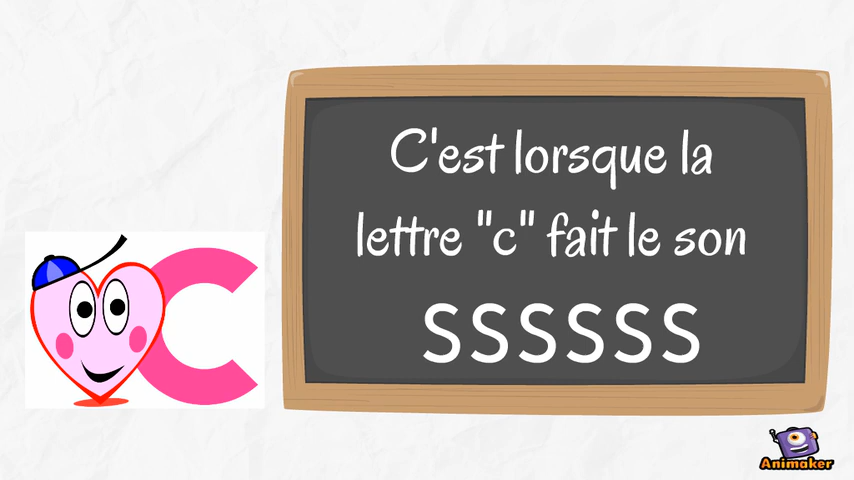 C'est lorsque la
lettre "c" fait le son
SSSSSS
C
Animaker